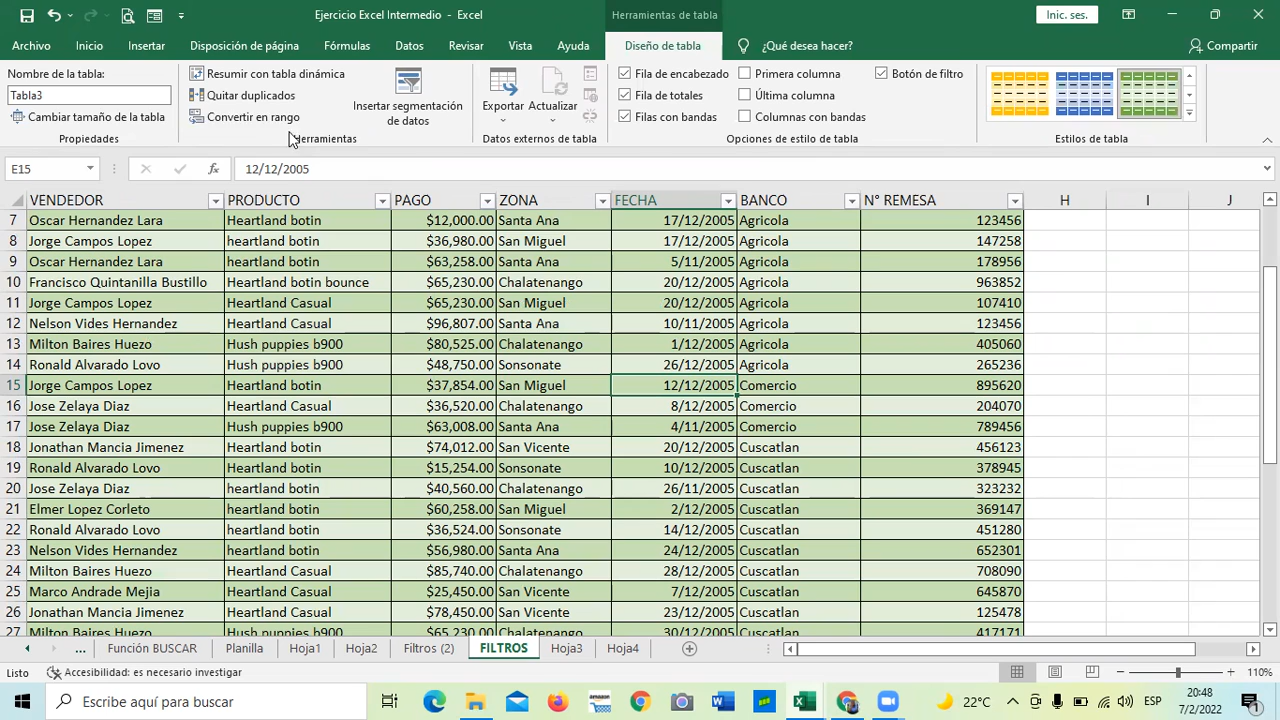 Ejercicio Excel Intermedio - Excel
Herramientas de tabla
Inic. ses.
Archivo Inicio Insertar Disposición de página Fórmulas Datos Revisar Vista Ayuda Diseño de tabla ¿Qué desea hacer? Compartir
Nombre de la tabla:
Tabla3
Cambiar tamaño de la tabla
Propiedades
Resumir con tabla dinámica
Quitar duplicados
Convertir en rango
Insertar segmentación
de datos
Herramientas
Exportar Actualizar
Datos externos de tabla
Fila de encabezado Primera columna Botón de filtro
Fila de totales Última columna
Filas con bandas Columnas con bandas
Opciones de estilo de tabla
Estilos de tabla
E15 fx 12/12/2005
VENDEDOR PRODUCTO PAGO ZONA FECHA BANCO N° REMESA H I J
7 Oscar Hernandez Lara Heartland botin $12,000.00 Santa Ana 17/12/2005 Agricola 123456
8 Jorge Campos Lopez heartland botin $36,980.00 San Miguel 17/12/2005 Agricola 147258
9 Oscar Hernandez Lara heartland botin $63,258.00 Santa Ana 5/11/2005 Agricola 178956
10 Francisco Quintanilla Bustillo Heartland botin bounce $65,230.00 Chalatenango 20/12/2005 Agricola 963852
11 Jorge Campos Lopez Heartland Casual $65,230.00 San Miguel 20/12/2005 Agricola 107410
12 Nelson Vides Hernandez Heartland Casual $96,807.00 Santa Ana 10/11/2005 Agricola 123456
13 Milton Baires Huezo Hush puppies b900 $80,525.00 Chalatenango 1/12/2005 Agricola 405060
14 Ronald Alvarado Lovo Hush puppies b900 $48,750.00 Sonsonate 26/12/2005 Agricola 265236
15 Jorge Campos Lopez Heartland botin $37,854.00 San Miguel 12/12/2005 Comercio 895620
16 Jose Zelaya Diaz Heartland Casual $36,520.00 Chalatenango 8/12/2005 Comercio 204070
17 Jose Zelaya Diaz Hush puppies b900 $63,008.00 Santa Ana 4/11/2005 Comercio 789456
18 Jonathan Mancia Jimenez Heartland botin $74,012.00 San Vicente 20/12/2005 Cuscatlan 456123
19 Ronald Alvarado Lovo Heartland botin $15,254.00 Sonsonate 10/12/2005 Cuscatlan 378945
20 Jose Zelaya Diaz heartland botin $40,560.00 Chalatenango 26/11/2005 Cuscatlan 323232
21 Elmer Lopez Corleto heartland botin $60,258.00 San Miguel 2/12/2005 Cuscatlan 369147
22 Ronald Alvarado Lovo heartland botin $36,524.00 Sonsonate 14/12/2005 Cuscatlan 451280
23 Nelson Vides Hernandez heartland botin $56,980.00 Santa Ana 24/12/2005 Cuscatlan 652301
24 Milton Baires Huezo Heartland Casual $85,740.00 Chalatenango 28/12/2005 Cuscatlan 708090
25 Marco Andrade Mejia Heartland Casual $25,450.00 San Vicente 7/12/2005 Cuscatlan 645870
26 Jonathan Mancia Jimenez Heartland Casual $78,450.00 San Vicente 23/12/2005 Cuscatlan 125478
27 Milton Baires Huezo Hush puppies b900 $65,230.00 Chalatenango 30/12/2005 Cuscatlan 417171
... Función BUSCAR Planilla Hoja1 Hoja2 Filtros (2) FILTROS Hoja3 Hoja4
Listo Accesibilidad: es necesario investigar 110%
Escribe aquí para buscar 22°C ESP 20:48
7/2/2022